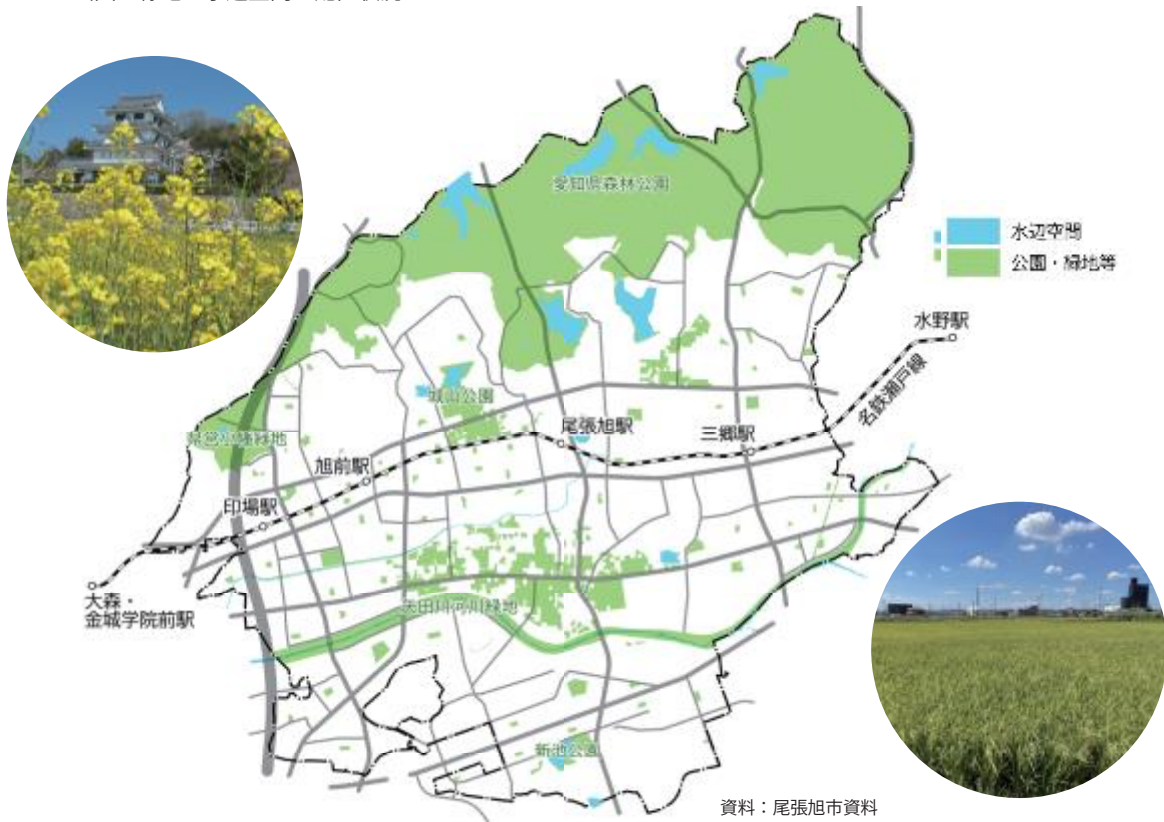 愛知県森林公園
水辺空間
公園・緑地等
水野駅
名鉄瀬戸線
城山公園
尾張旭駅
三郷駅
旭前駅
印場駅
大森・
金城学院前駅
矢田川河川緑地
新池公園
資料：尾張旭市資料